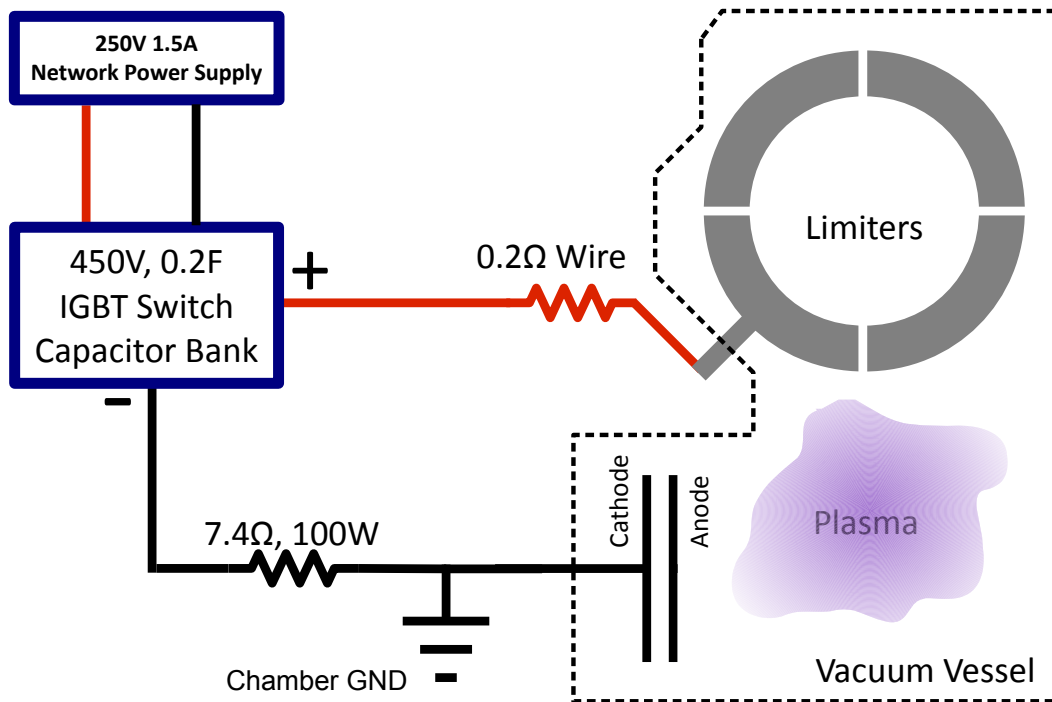 250V 1.5A
Network Power Supply
450V, 0.2F
IGBT Switch
Capacitor Bank
+
-
0.2Ω Wire
Limiters
7.4Ω, 100W
Chamber GND
Cathode
Anode
Plasma
Vacuum Vessel